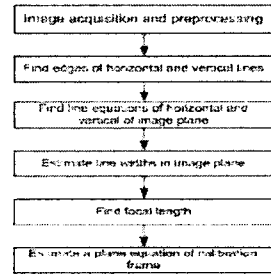 Image acquisition and preprocessing
Find edges of horizontal and vertical lines
Find line equations of horizontal and
vertical of image plane
Estimate line widths in image plane
Find focal length
Estimate a plane equation of calibration
frame